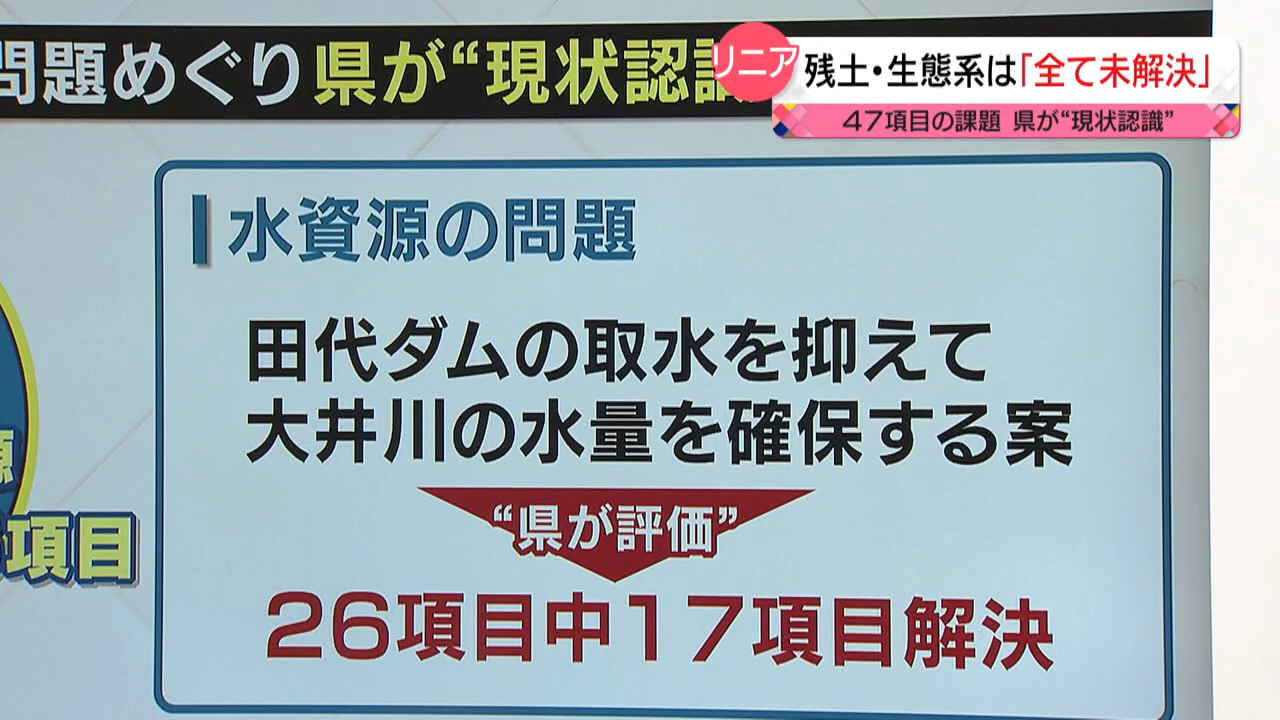 問題めぐり県が“現状認識
リニア
残土・生態系は「全て未解決」
47項目の課題 県が“現状認識”
水資源の問題
田代ダムの取水を抑えて
大井川の水量を確保する案
“県が評価”
26項目中17項目解決
源
項目